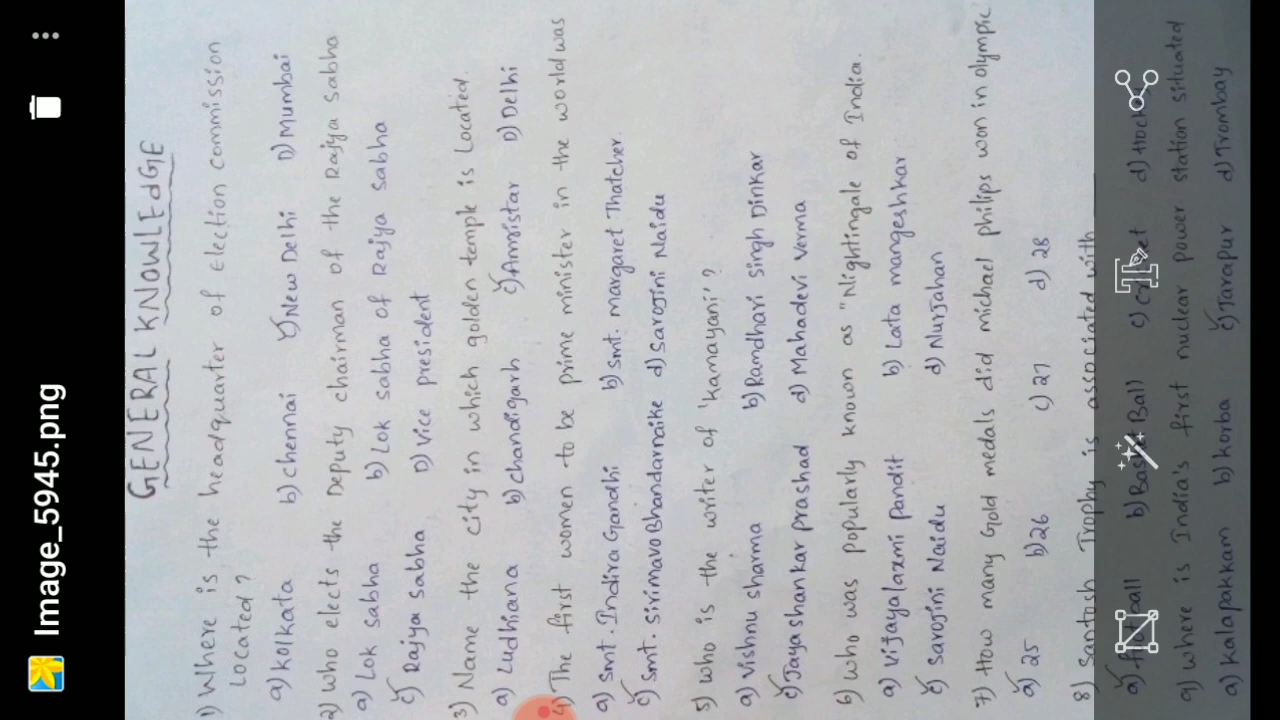 Image_5945.png
GENERAL KNOWLEdGE
1) Where is the headquarter of Election commission
Located?
a) Kolkata b) chennai c) New Delhi D) Mumbai
2) Who elects the Deputy chairman of the Rajya sabha
a) Lok sabha b) Lok sabha of Rajya sabha
c) Rajya sabha D) Vice president
3) Name the city in which golden temple is Located.
a) Ludhiana b) chandigarh c) Amristar D) Delhi
4) The first women to be prime minister in the world was
a) Smt. Indira Gandhi b) smt. margaret Thatcher.
c) Smt. Sirimavo Bhandarnaike d) Sarojini Naidu
5) Who is the writer of 'kamayani'?
a) Vishnu sharma b) Ramdhari singh Dinkar
c) Jayashankar prashad d) Mahadevi verma
6) Who was popularly known as "Nightingale of India.
a) Vijayalaxmi pandit b) Lata mangeshkar
c) Sarojini Naidu d) Nurjahan
7) How many Gold medals did michael philips won in olympic
a) 25 b) 26 c) 27 d) 28
8) Santosh Trophy is associated with
a) ball b) Ball c) d)
9) Where is India's first nuclear power station situated
a) Kalapakkam b) korba c) Tarapur d) Trombay